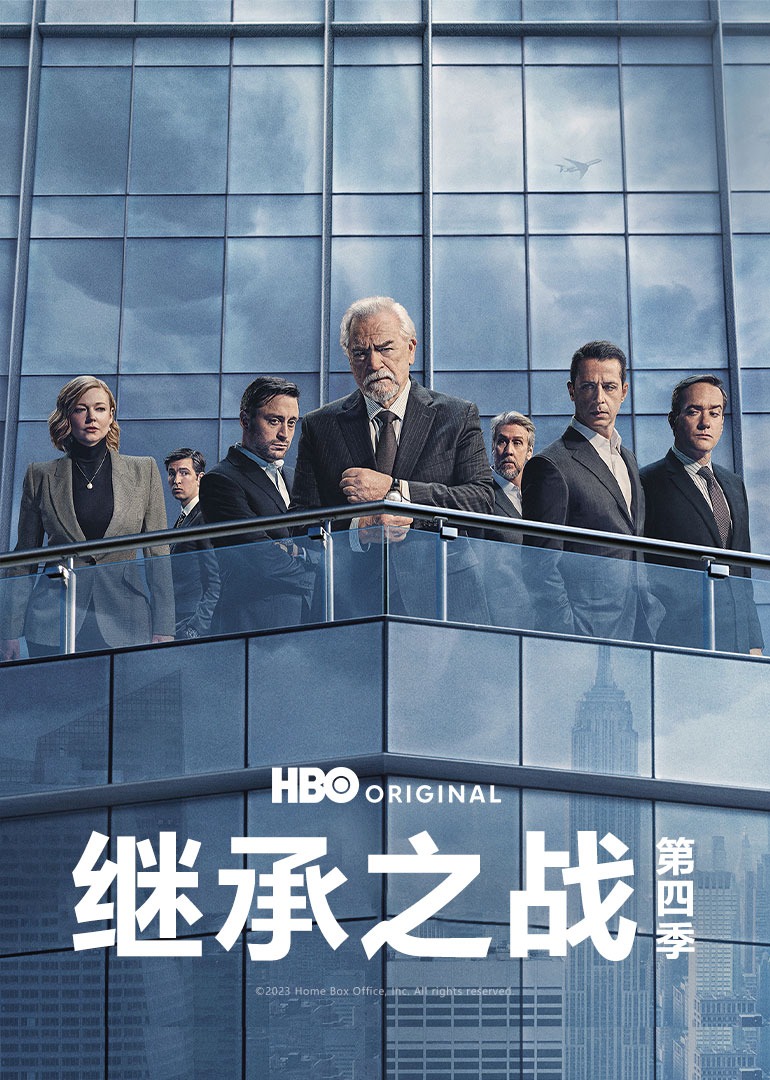 HBO ORIGINAL
继承之战
第四季
©2023 Home Box Office, Inc. All rights reserved.